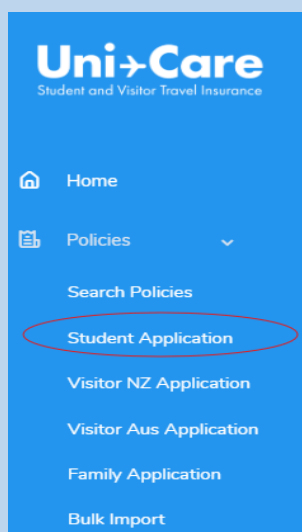 Uni Care
Student and Visitor Travel Insurance
Home
Policies
Search Policies
Student Application
Visitor NZ Application
Visitor Aus Application
Family Application
Bulk Import